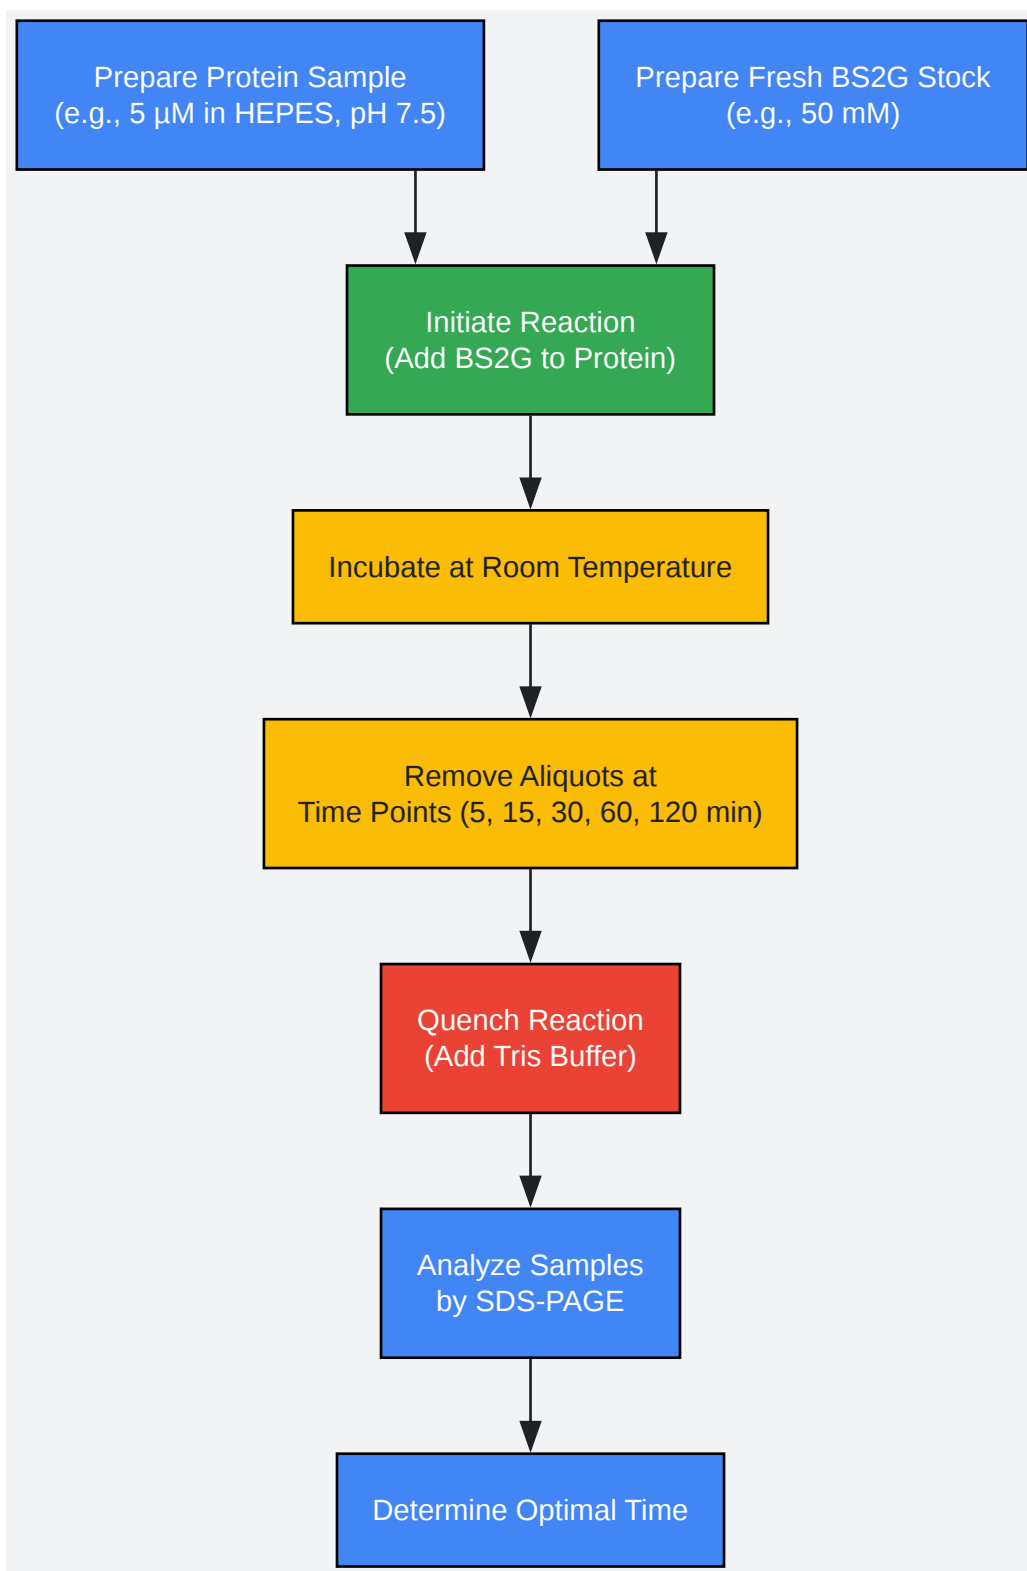 Prepare Protein Sample
(e.g., 5 µM in HEPES, pH 7.5)
Prepare Fresh BS2G Stock
(e.g., 50 mM)
Initiate Reaction
(Add BS2G to Protein)
Incubate at Room Temperature
Remove Aliquots at
Time Points (5, 15, 30, 60, 120 min)
Quench Reaction
(Add Tris Buffer)
Analyze Samples
by SDS-PAGE
Determine Optimal Time